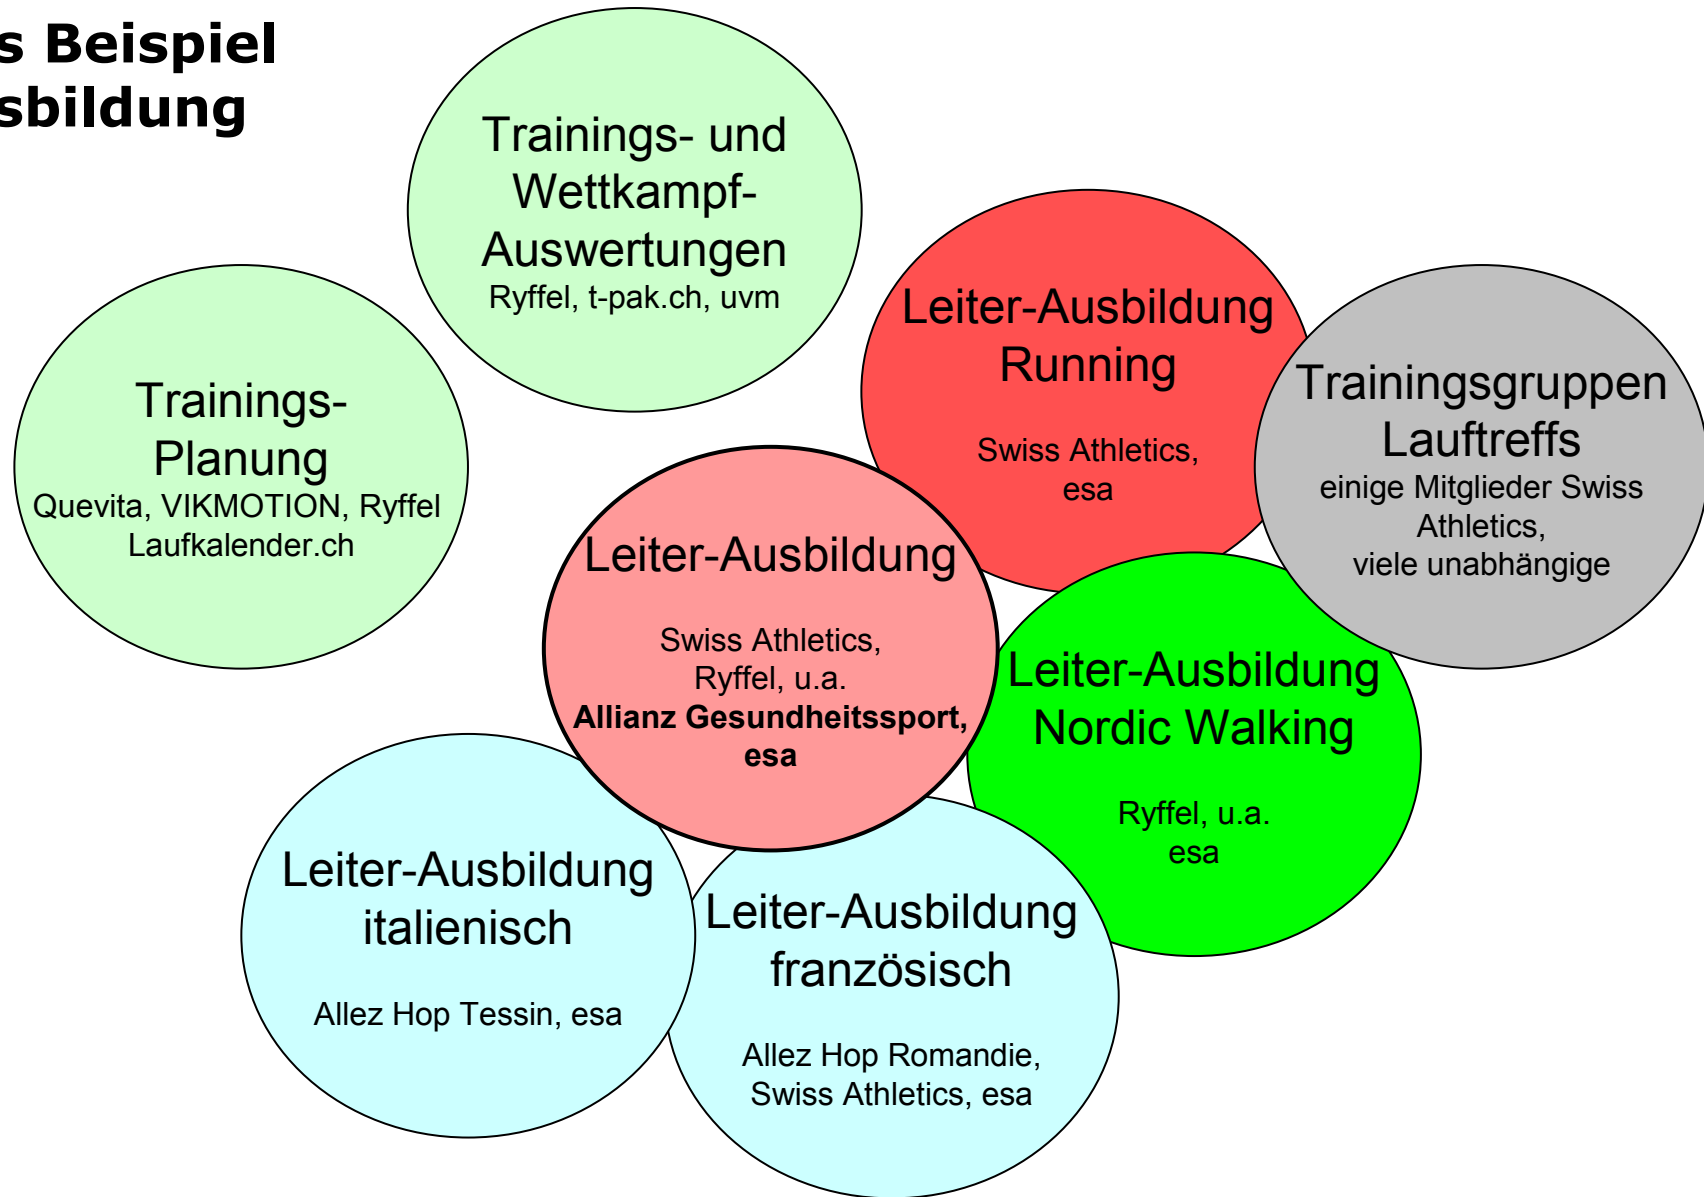 s Beispiel
sbildung
Trainings- und
Wettkampf-
Auswertungen
Ryffel, t-pak.ch, uvm
Trainings-
Planung
Quevita, VIKMOTION, Ryffel
Laufkalender.ch
Leiter-Ausbildung
Running
Swiss Athletics,
esa
Trainingsgruppen
Lauftreffs
einige Mitglieder Swiss
Athletics,
viele unabhängige
Leiter-Ausbildung
Swiss Athletics,
Ryffel, u.a.
Allianz Gesundheitssport,
esa
Leiter-Ausbildung
Nordic Walking
Ryffel, u.a.
esa
Leiter-Ausbildung
italienisch
Allez Hop Tessin, esa
Leiter-Ausbildung
französisch
Allez Hop Romandie,
Swiss Athletics, esa